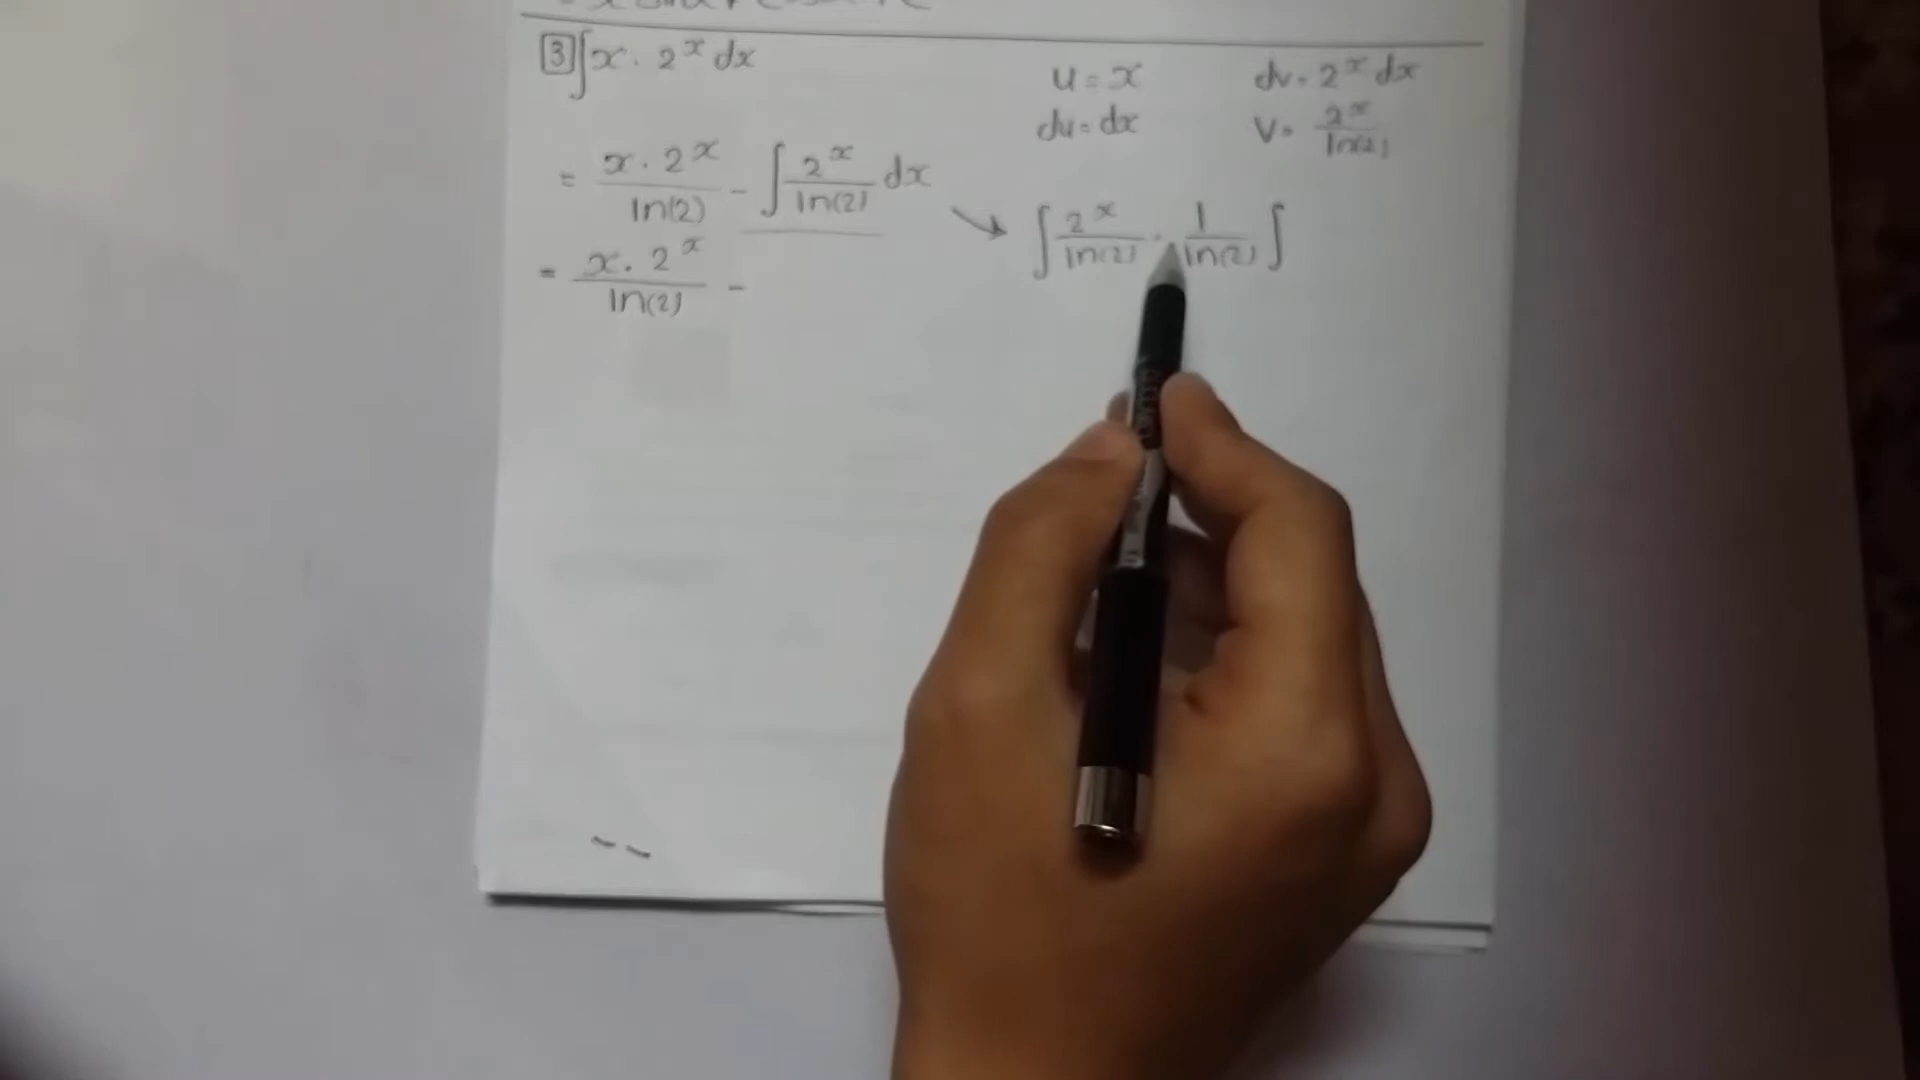 3 ∫ x · 2^x dx
u = x
dv = 2^x dx
du = dx
v = 2^x / ln(2)
= x · 2^x / ln(2) - ∫ 2^x / ln(2) dx
∫ 2^x / ln(2) = 1 / ln(2) ∫
= x · 2^x / ln(2) -